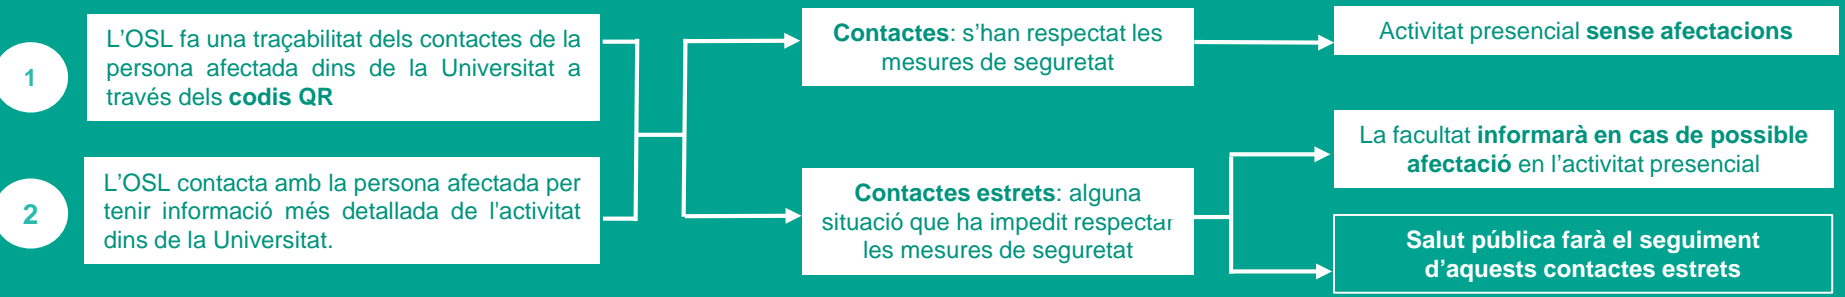 1
L'OSL fa una traçabilitat dels contactes de la
persona afectada dins de la Universitat a
través dels codis QR
2
L'OSL contacta amb la persona afectada per
tenir informació més detallada de l'activitat
dins de la Universitat.
Contactes: s'han respectat les
mesures de seguretat
Contactes estrets: alguna
situació que ha impedit respectar
les mesures de seguretat
Activitat presencial sense afectacions
La facultat informarà en cas de possible
afectació en l'activitat presencial
Salut pública farà el seguiment
d'aquests contactes estrets